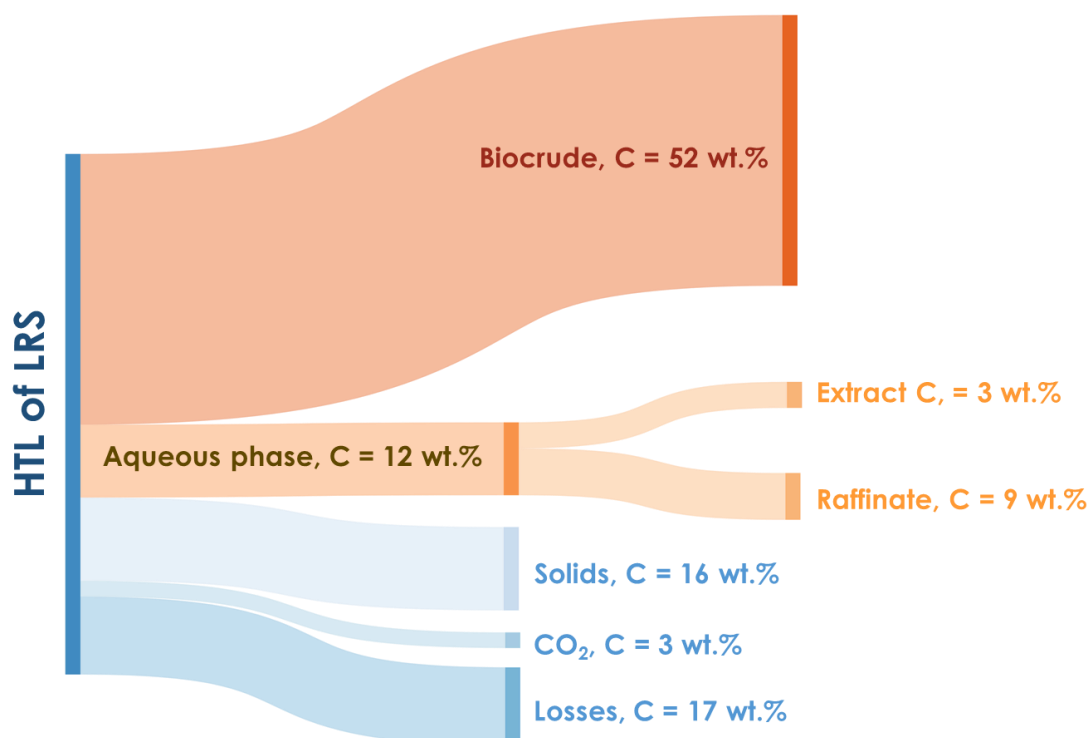 HTL of LRS
Biocrude, C = 52 wt.%
Aqueous phase, C = 12 wt.%
Extract C, = 3 wt.%
Raffinate, C = 9 wt.%
Solids, C = 16 wt.%
CO₂, C = 3 wt.%
Losses, C = 17 wt.%